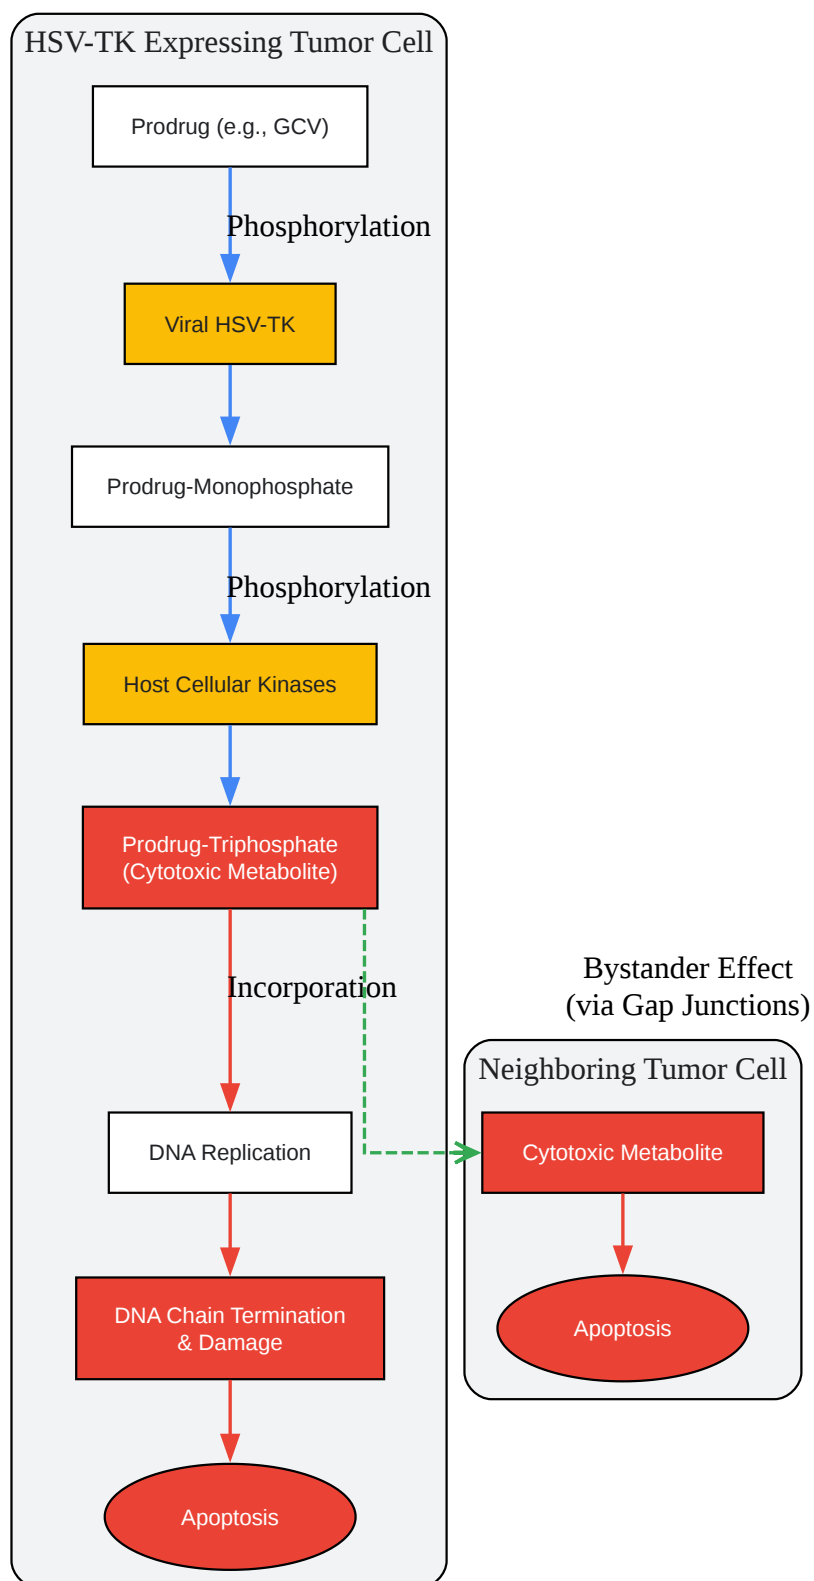 HSV-TK Expressing Tumor Cell
Prodrug (e.g., GCV)
Phosphorylation
Viral HSV-TK
Prodrug-Monophosphate
Phosphorylation
Host Cellular Kinases
Prodrug-Triphosphate
(Cytotoxic Metabolite)
Incorporation
DNA Replication
DNA Chain Termination
& Damage
Apoptosis
Bystander Effect
(via Gap Junctions)
Neighboring Tumor Cell
Cytotoxic Metabolite
Apoptosis